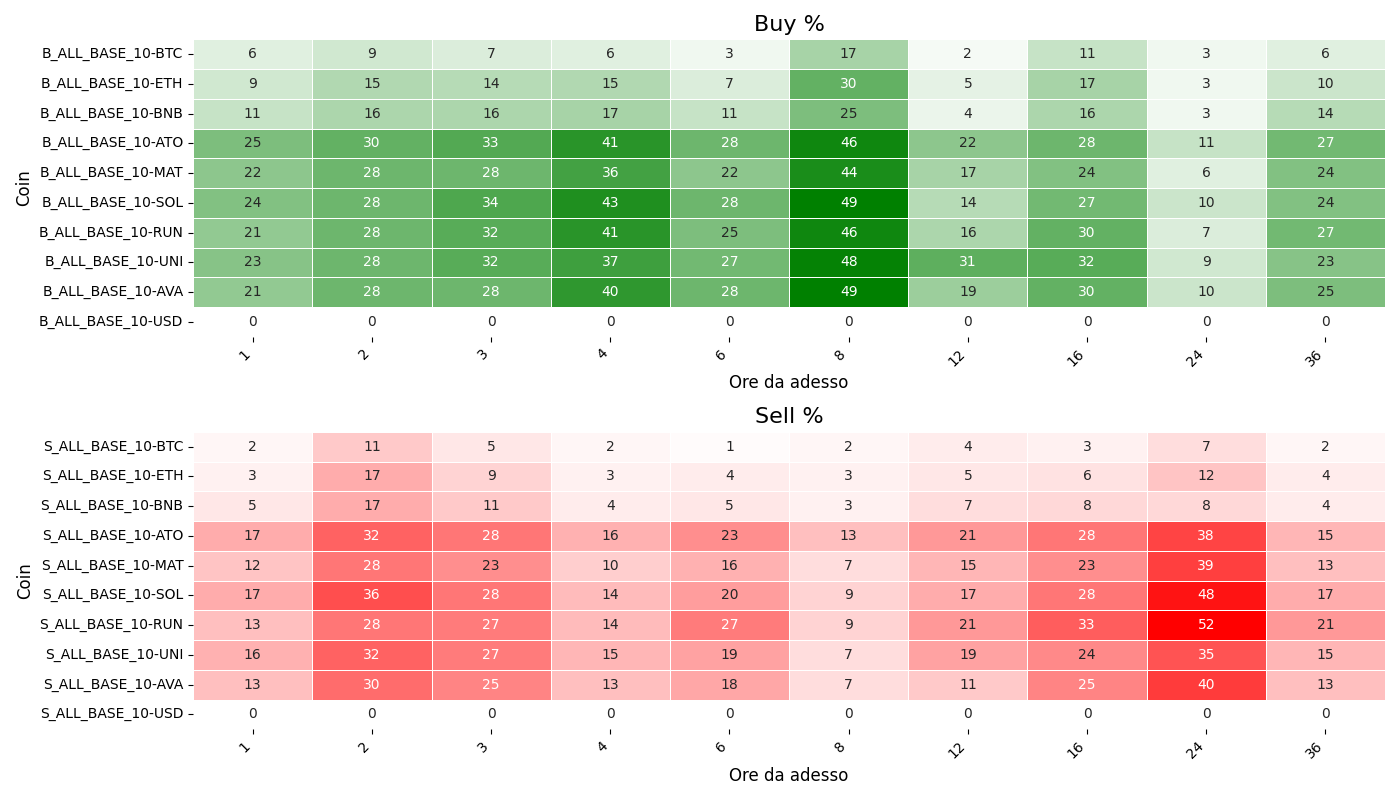 Buy %
Coin
B_ALL_BASE_10-BTC 6 9 7 6 3 17 2 11 3 6
B_ALL_BASE_10-ETH 9 15 14 15 7 30 5 17 3 10
B_ALL_BASE_10-BNB 11 16 16 17 11 25 4 16 3 14
B_ALL_BASE_10-ATO 25 30 33 41 28 46 22 28 11 27
B_ALL_BASE_10-MAT 22 28 28 36 22 44 17 24 6 24
B_ALL_BASE_10-SOL 24 28 34 43 28 49 14 27 10 24
B_ALL_BASE_10-RUN 21 28 32 41 25 46 16 30 7 27
B_ALL_BASE_10-UNI 23 28 32 37 27 48 31 32 9 23
B_ALL_BASE_10-AVA 21 28 28 40 28 49 19 30 10 25
B_ALL_BASE_10-USD 0 0 0 0 0 0 0 0 0 0
1 2 3 4 6 8 12 16 24 36
Ore da adesso
Sell %
Coin
S_ALL_BASE_10-BTC 2 11 5 2 1 2 4 3 7 2
S_ALL_BASE_10-ETH 3 17 9 3 4 3 5 6 12 4
S_ALL_BASE_10-BNB 5 17 11 4 5 3 7 8 8 4
S_ALL_BASE_10-ATO 17 32 28 16 23 13 21 28 38 15
S_ALL_BASE_10-MAT 12 28 23 10 16 7 15 23 39 13
S_ALL_BASE_10-SOL 17 36 28 14 20 9 17 28 48 17
S_ALL_BASE_10-RUN 13 28 27 14 27 9 21 33 52 21
S_ALL_BASE_10-UNI 16 32 27 15 19 7 19 24 35 15
S_ALL_BASE_10-AVA 13 30 25 13 18 7 11 25 40 13
S_ALL_BASE_10-USD 0 0 0 0 0 0 0 0 0 0
1 2 3 4 6 8 12 16 24 36
Ore da adesso